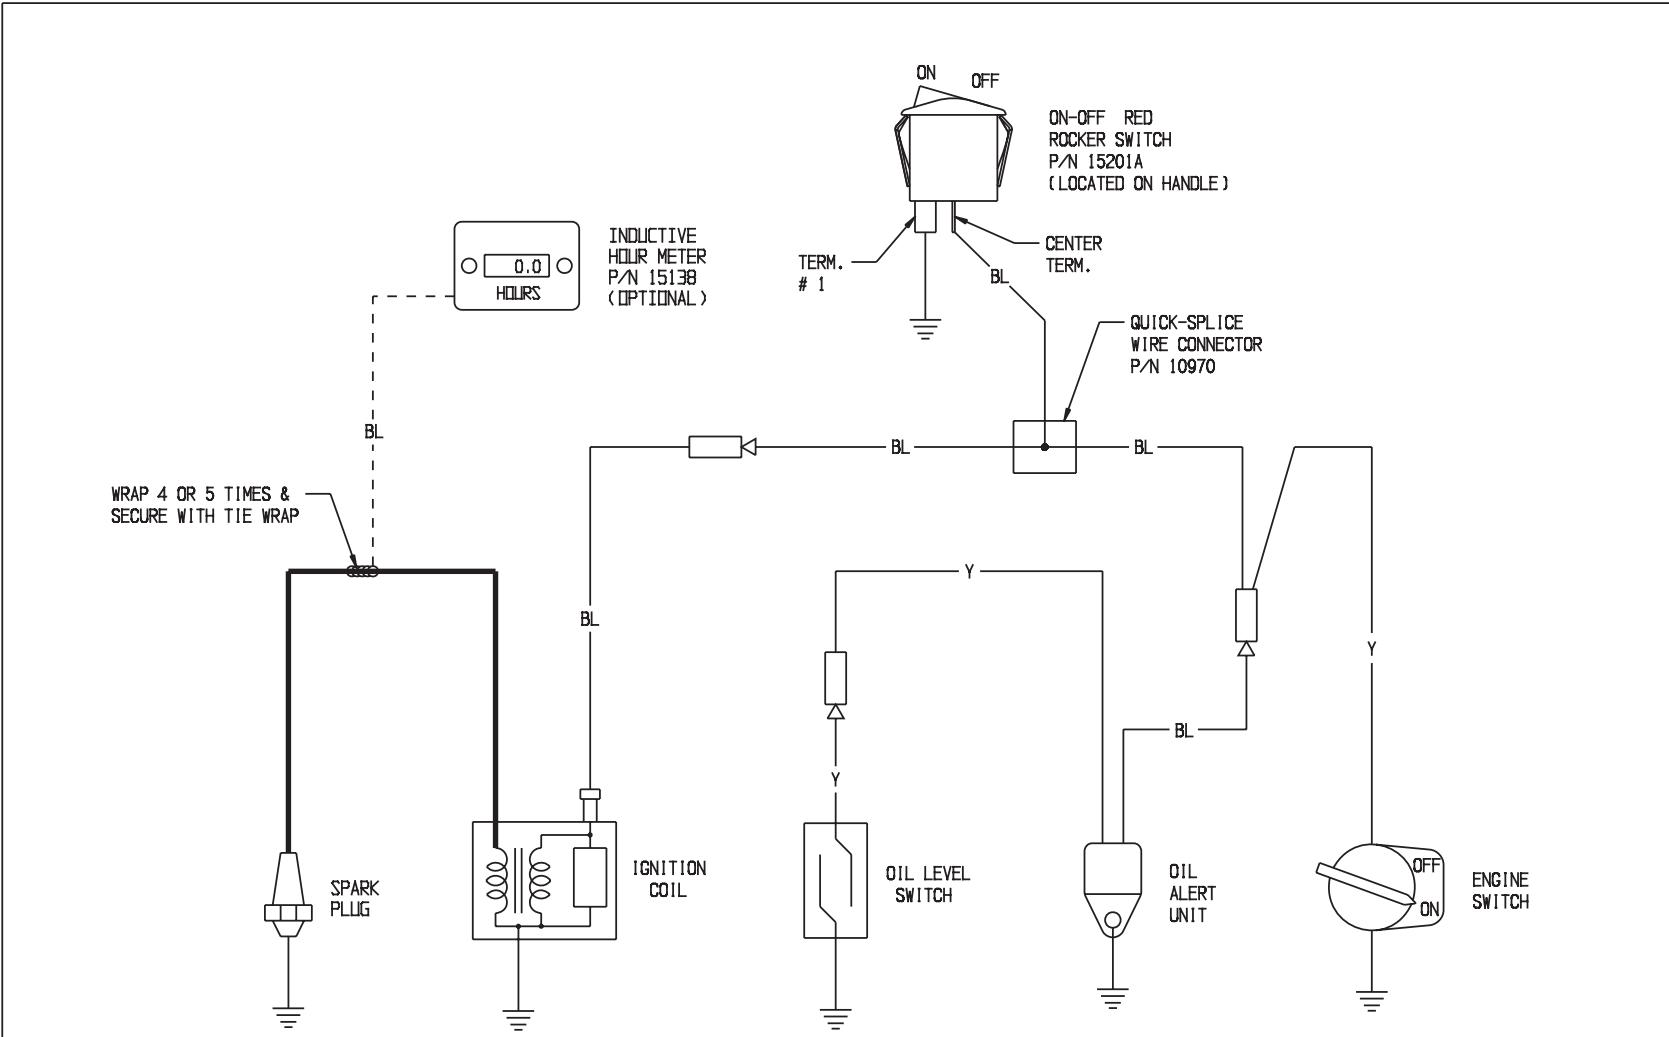 ON
OFF
ON-OFF RED
ROCKER SWITCH
P/N 15201A
(LOCATED ON HANDLE)
INDUCTIVE
HOUR METER
P/N 15138
(OPTIONAL)
0.0
HOURS
TERM.
# 1
CENTER
TERM.
BL
QUICK-SPLICE
WIRE CONNECTOR
P/N 10970
BL
BL
BL
WRAP 4 OR 5 TIMES &
SECURE WITH TIE WRAP
Y
BL
Y
BL
Y
SPARK
PLUG
IGNITION
COIL
OIL LEVEL
SWITCH
OIL
ALERT
UNIT
OFF
ON
ENGINE
SWITCH